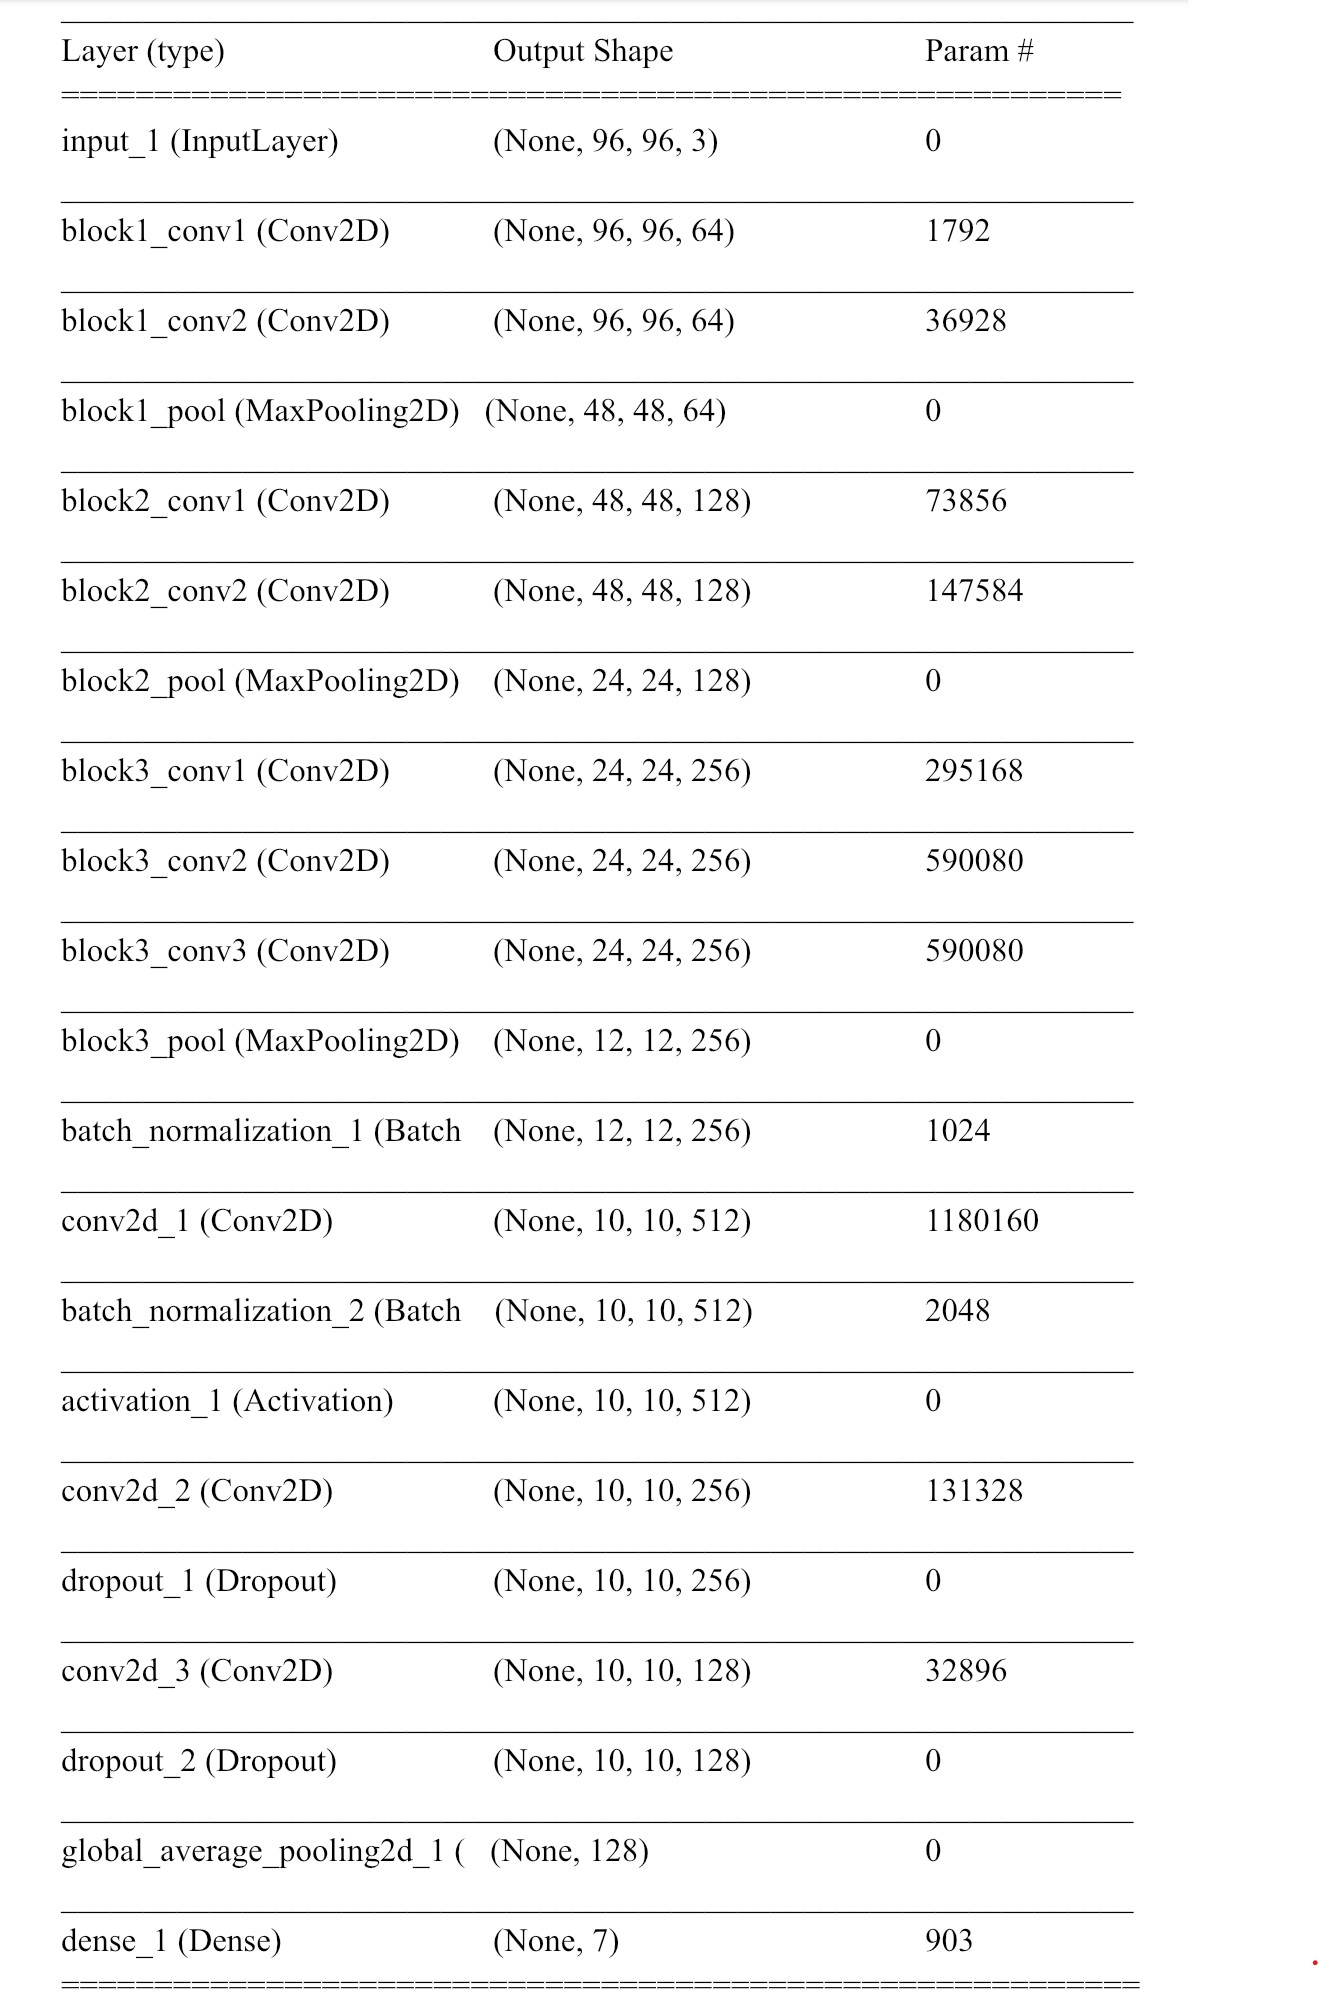 Layer (type) Output Shape Param #
==========================================================
input_1 (InputLayer) (None, 96, 96, 3) 0
block1_conv1 (Conv2D) (None, 96, 96, 64) 1792
block1_conv2 (Conv2D) (None, 96, 96, 64) 36928
block1_pool (MaxPooling2D) (None, 48, 48, 64) 0
block2_conv1 (Conv2D) (None, 48, 48, 128) 73856
block2_conv2 (Conv2D) (None, 48, 48, 128) 147584
block2_pool (MaxPooling2D) (None, 24, 24, 128) 0
block3_conv1 (Conv2D) (None, 24, 24, 256) 295168
block3_conv2 (Conv2D) (None, 24, 24, 256) 590080
block3_conv3 (Conv2D) (None, 24, 24, 256) 590080
block3_pool (MaxPooling2D) (None, 12, 12, 256) 0
batch_normalization_1 (Batch (None, 12, 12, 256) 1024
conv2d_1 (Conv2D) (None, 10, 10, 512) 1180160
batch_normalization_2 (Batch (None, 10, 10, 512) 2048
activation_1 (Activation) (None, 10, 10, 512) 0
conv2d_2 (Conv2D) (None, 10, 10, 256) 131328
dropout_1 (Dropout) (None, 10, 10, 256) 0
conv2d_3 (Conv2D) (None, 10, 10, 128) 32896
dropout_2 (Dropout) (None, 10, 10, 128) 0
global_average_pooling2d_1 ( (None, 128) 0
dense_1 (Dense) (None, 7) 903
===========================================================